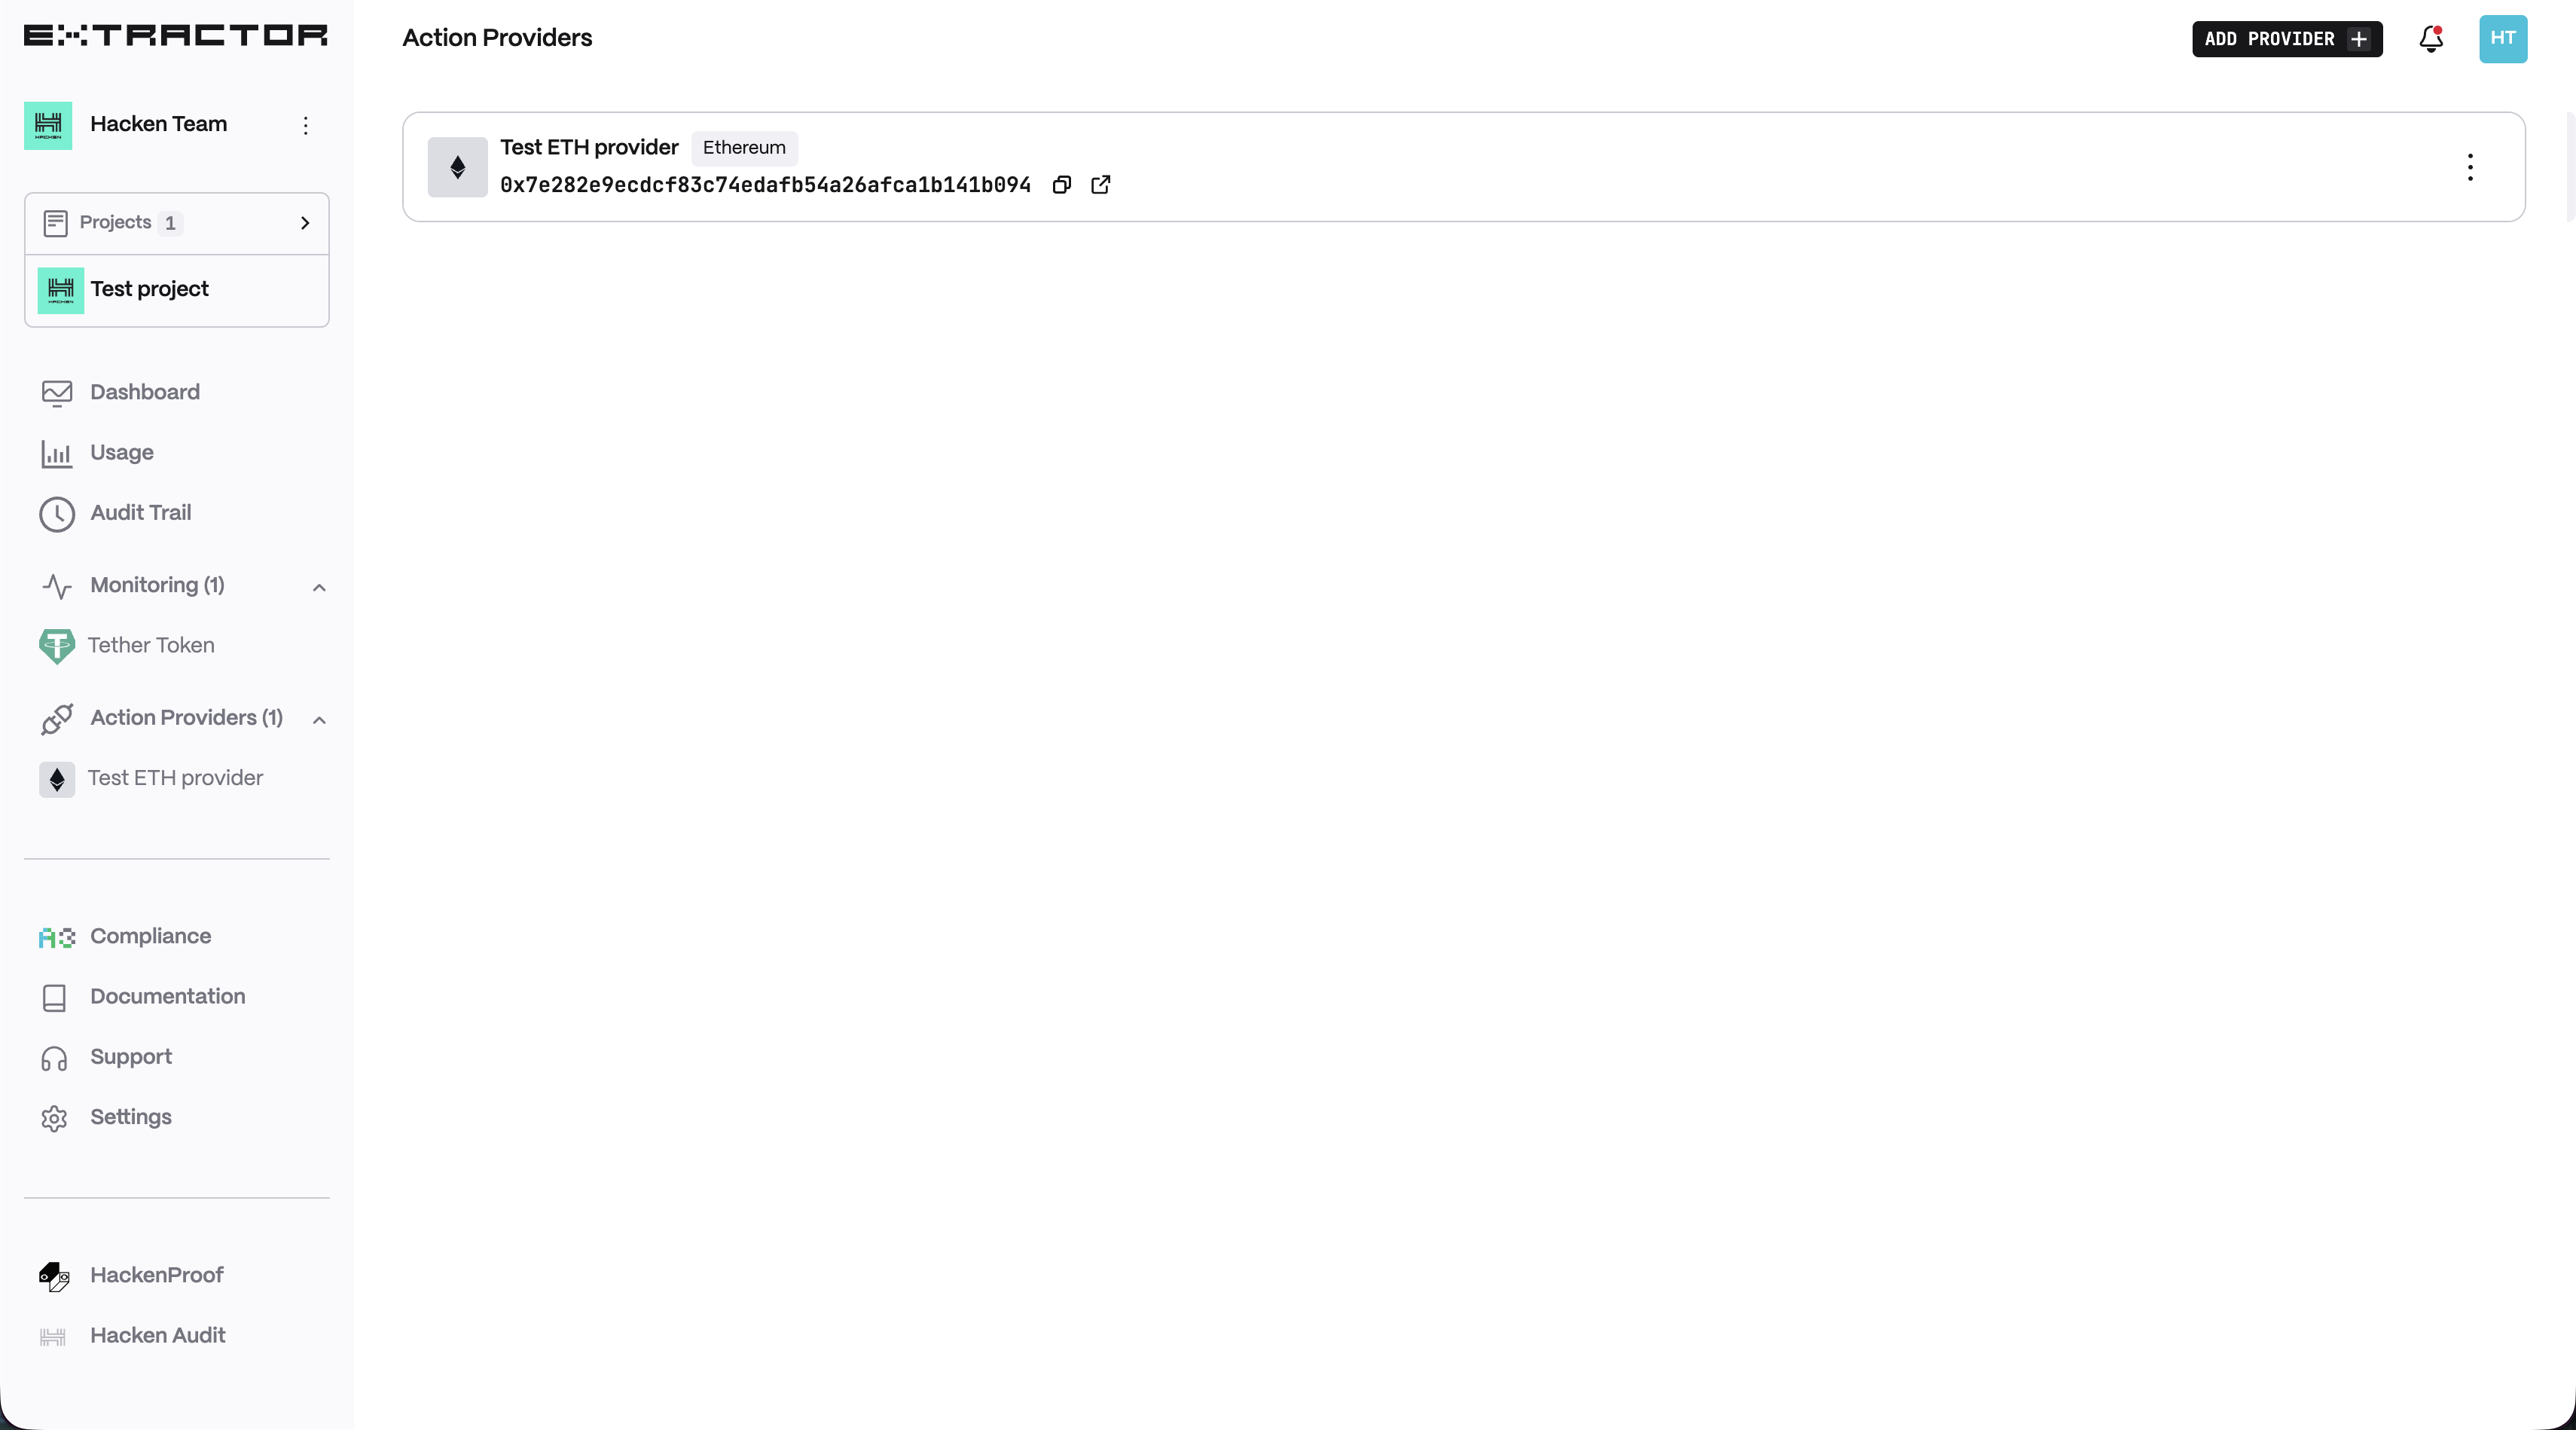 EXTRACTOR
Action Providers
ADD PROVIDER
HT
Hacken Team
Projects 1
Test project
Dashboard
Usage
Audit Trail
Monitoring (1)
Tether Token
Action Providers (1)
Test ETH provider
Compliance
Documentation
Support
Settings
HackenProof
Hacken Audit
Test ETH provider Ethereum
0x7e282e9ecdcf83c74edafb54a26afca1b141b094